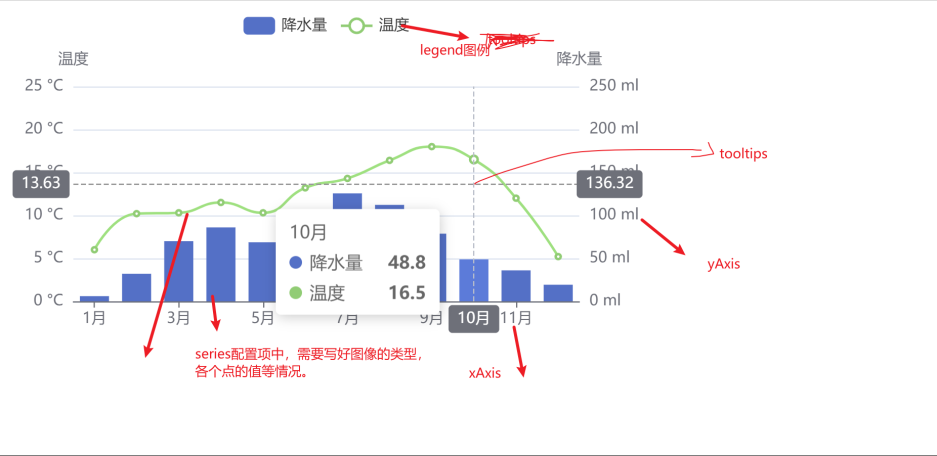 降水量 温度
legend图例
温度 降水量
25 °C 250 ml
20 °C 200 ml
tooltips
13.63 136.32
10 °C 100 ml
10月
降水量 48.8
温度 16.5
5 °C 50 ml
yAxis
0 °C 0 ml
1月 3月 5月 7月 9月 10月 11月
series配置项中，需要写好图像的类型，
各个点的值等情况。
xAxis